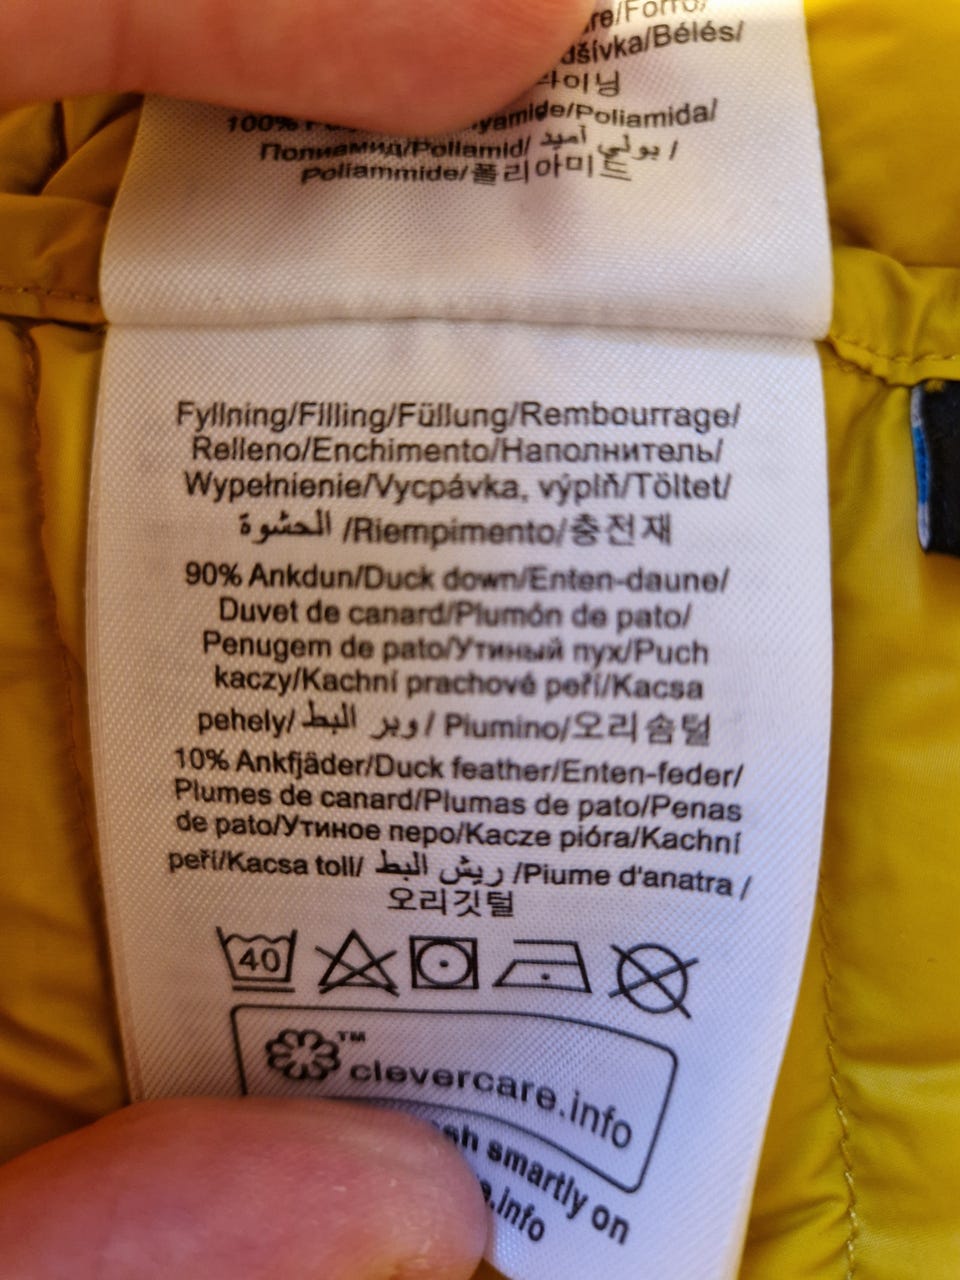 /Forro/
/Bélés/
라이닝
100% /Poliamida/
Полиамид/Poliamid/ بولي أميد /
Poliammide/폴리아미드
Fyllning/Filling/Füllung/Rembourrage/
Relleno/Enchimento/Наполнитель/
Wypełnienie/Vycpávka, výplň/Töltet/
الحشوة /Riempimento/충전재
90% Ankdun/Duck down/Enten-daune/
Duvet de canard/Plumón de pato/
Penugem de pato/Утиный пух/Puch
kaczy/Kachní prachové peří/Kacsa
pehely/ وبر البط / Piumino/오리솜털
10% Ankfjäder/Duck feather/Enten-feder/
Plumes de canard/Plumas de pato/Penas
de pato/Утиное перо/Kacze pióra/Kachní
peří/Kacsa toll/ ريش البط /Piume d'anatra /
오리깃털
40
™
clevercare.info
smartly on
.info